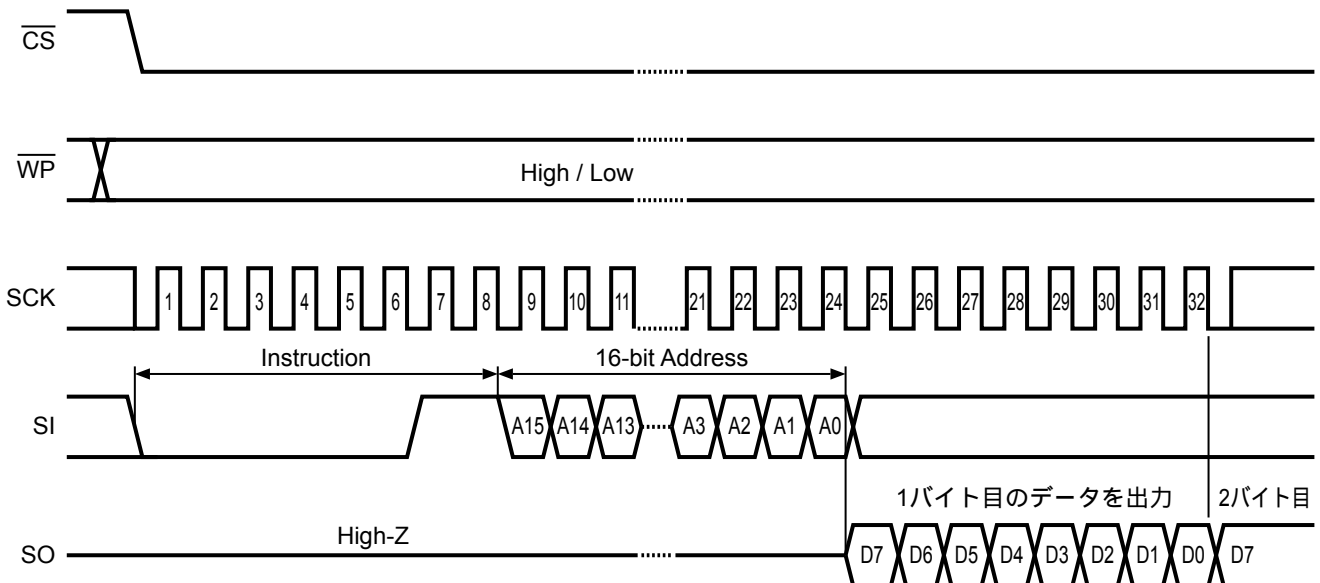 CS
WP
High / Low
SCK
1 2 3 4 5 6 7 8 9 10 11 21 22 23 24 25 26 27 28 29 30 31 32
Instruction
16-bit Address
SI
A15 A14 A13 A3 A2 A1 A0
1バイト目のデータを出力
2バイト目
SO
High-Z
D7 D6 D5 D4 D3 D2 D1 D0 D7